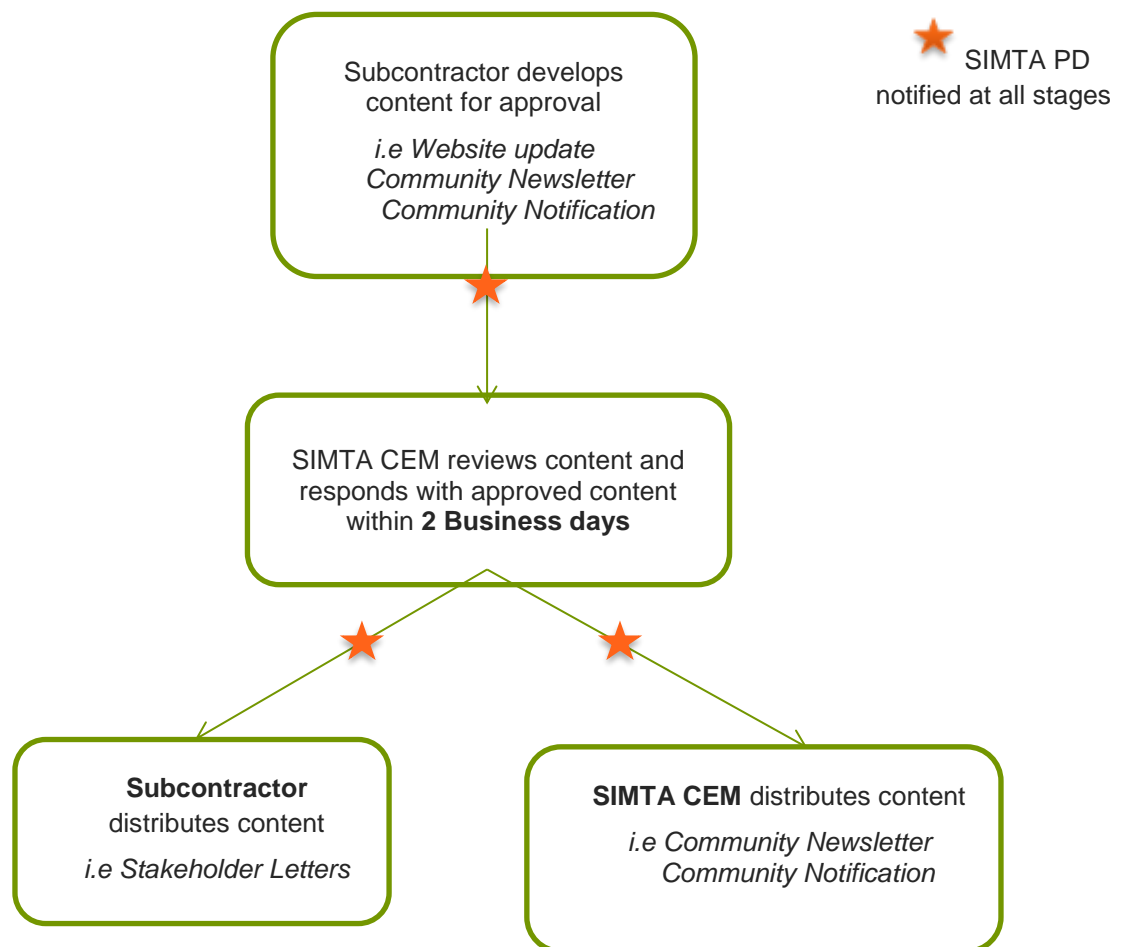 Subcontractor develops
content for approval
i.e Website update
Community Newsletter
Community Notification
SIMTA PD
notified at all stages
SIMTA CEM reviews content and
responds with approved content
within 2 Business days
Subcontractor
distributes content
i.e Stakeholder Letters
SIMTA CEM distributes content
i.e Community Newsletter
Community Notification